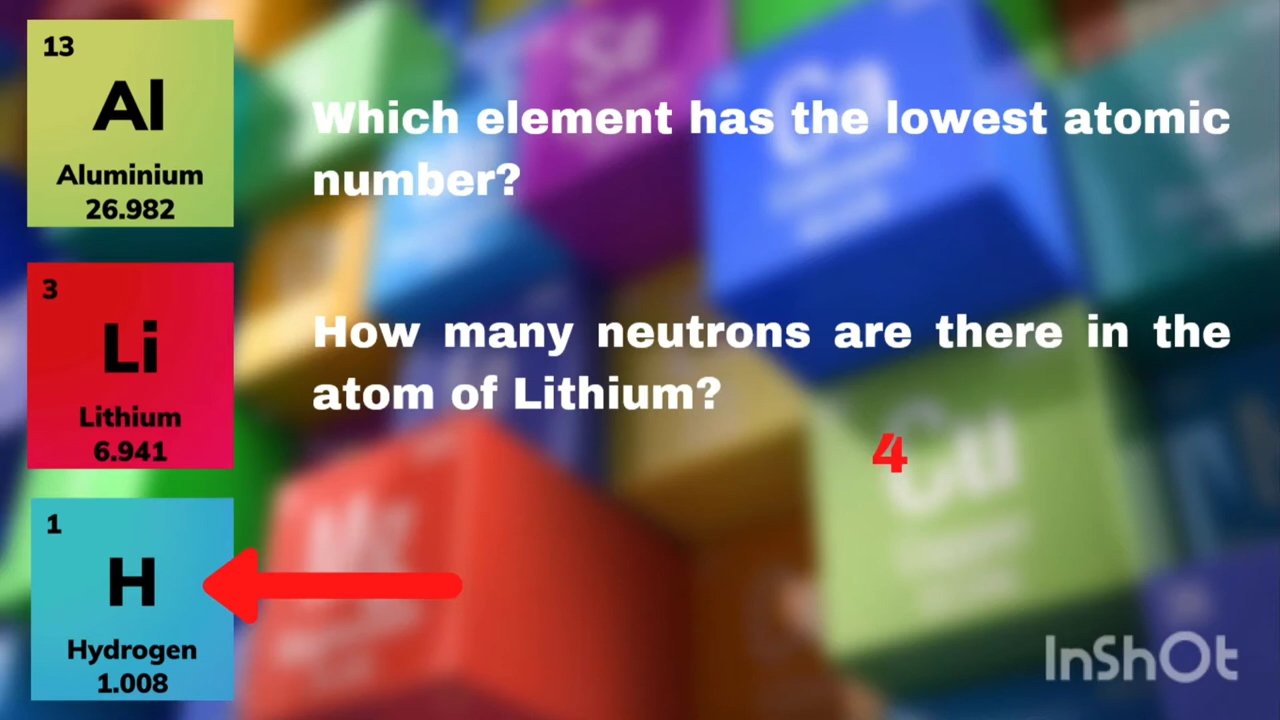 13
Al
Aluminium
26.982
3
Li
Lithium
6.941
1
H
Hydrogen
1.008
Which element has the lowest atomic
number?
How many neutrons are there in the
atom of Lithium?
4
InShOt